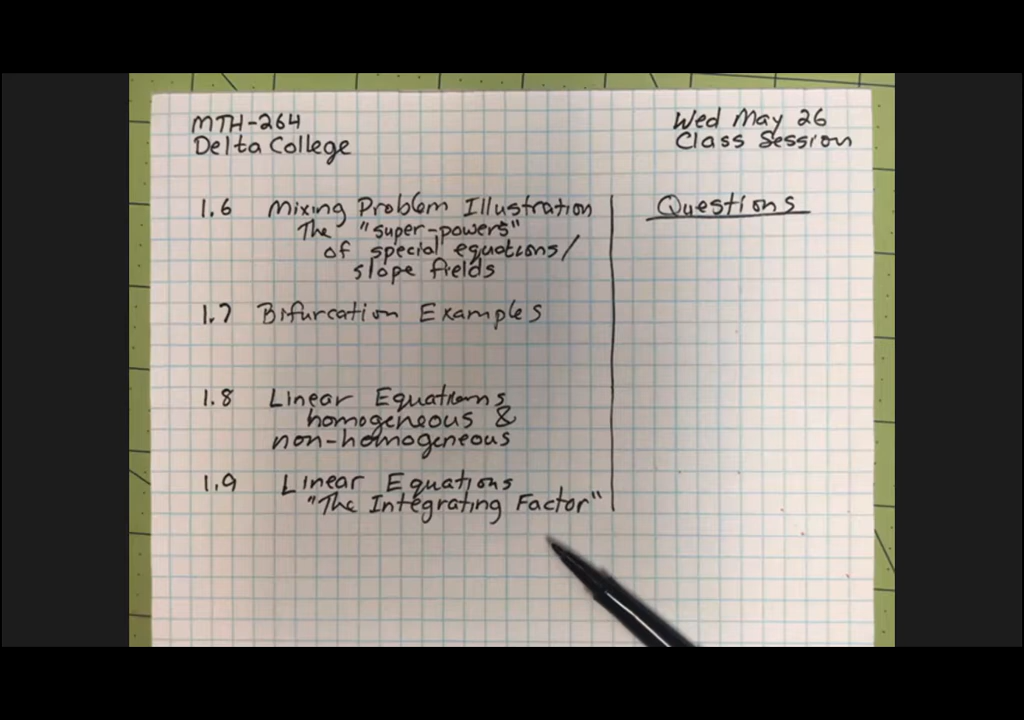 MTH-264
Delta College
Wed May 26
Class Session
1.6 Mixing Problem Illustration
The "super-powers"
of special equations/
slope fields
Questions
1.7 Bifurcation Examples
1.8 Linear Equations
homogeneous &
non-homogeneous
1.9 Linear Equations
"The Integrating Factor"